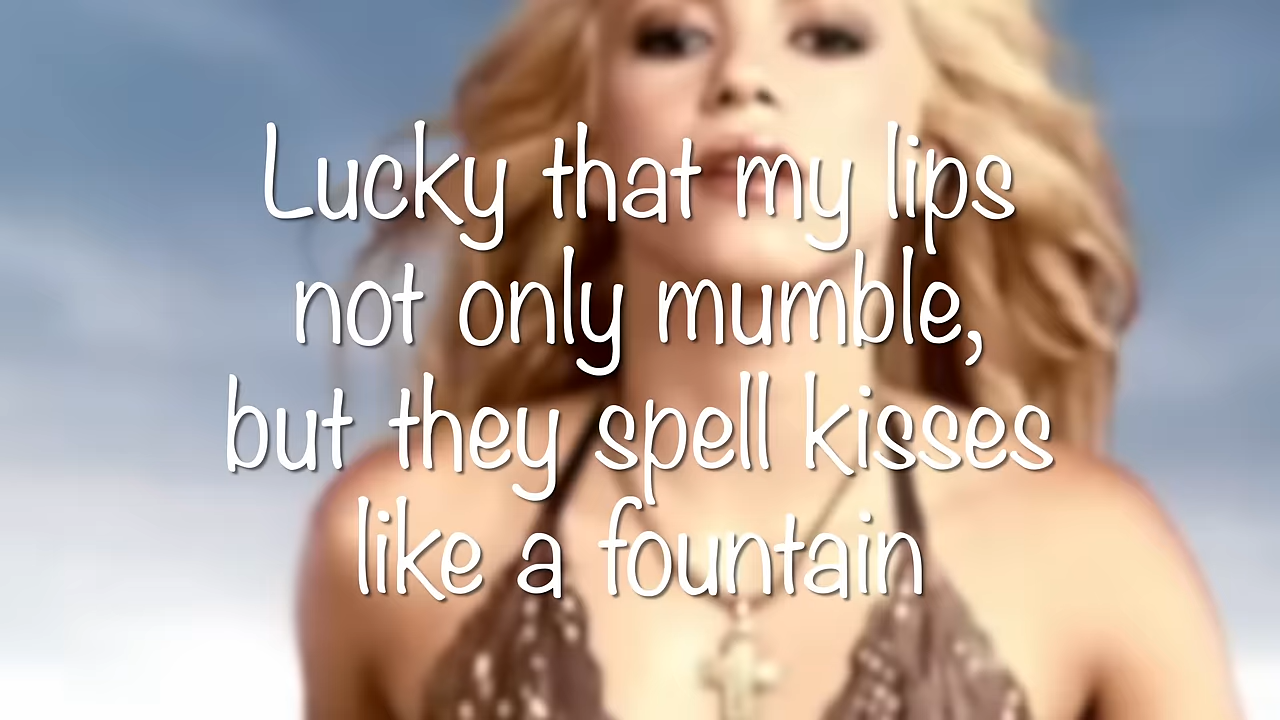 Lucky that my lips
not only mumble,
but they spell kisses
like a fountain